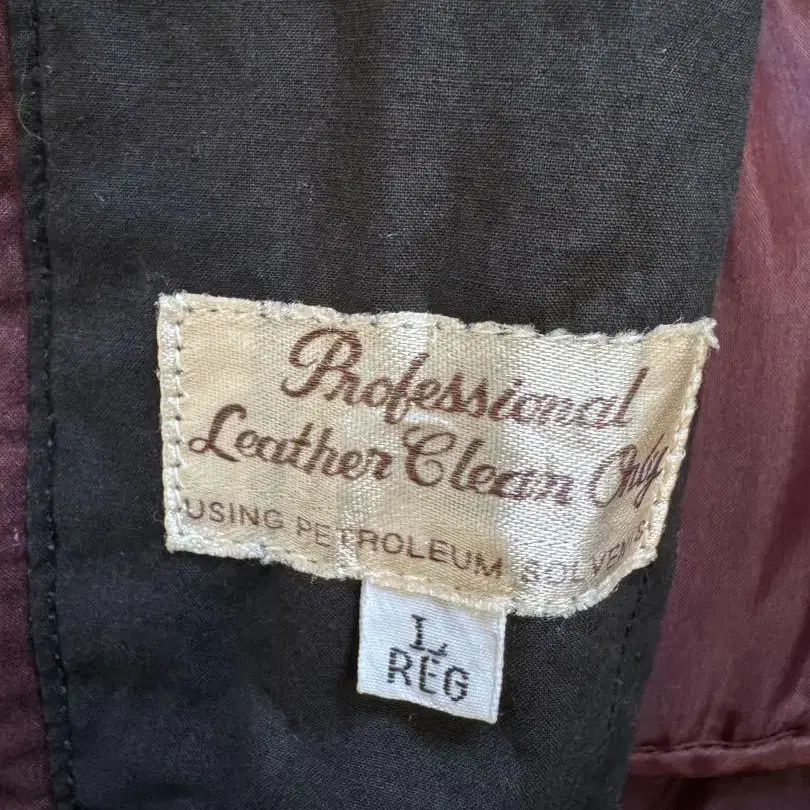 Professional
Leather Clean Only
USING PETROLEUM SOLVENTS
L
REG